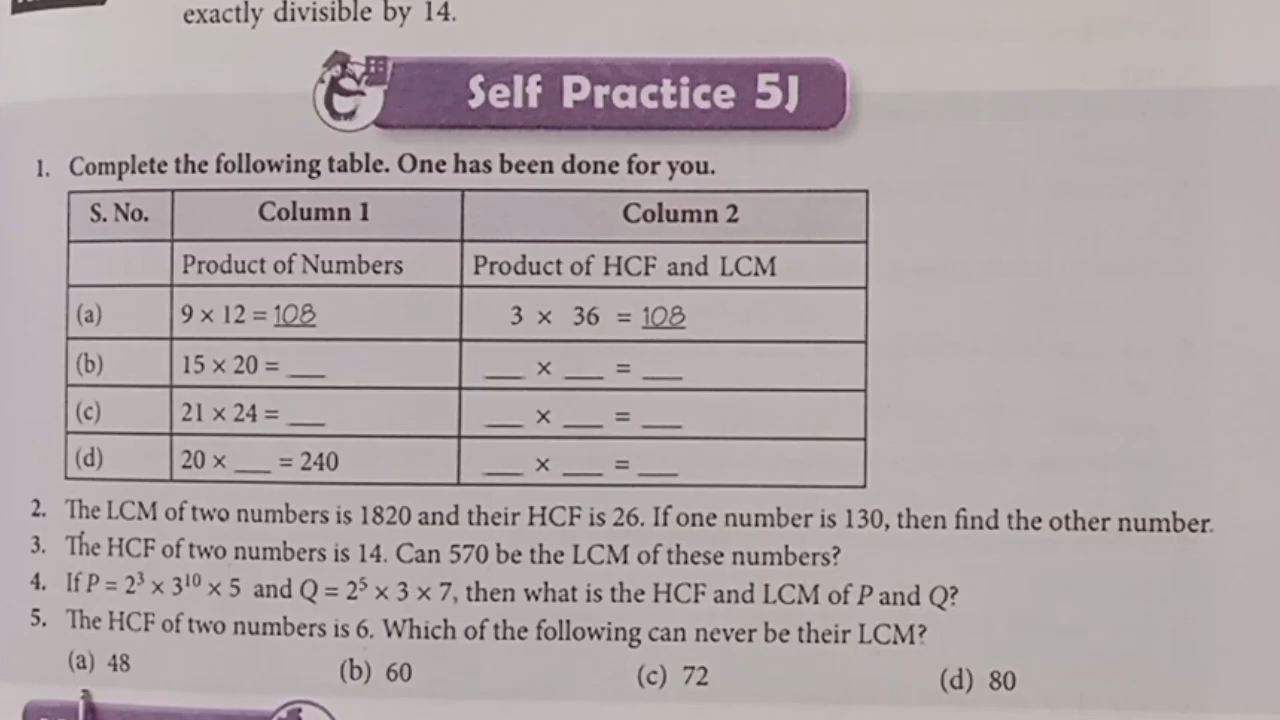 exactly divisible by 14.
Self Practice 5J
1. Complete the following table. One has been done for you.
S. No. Column 1 Column 2
Product of Numbers Product of HCF and LCM
(a) 9 × 12 = 108 3 × 36 = 108
(b) 15 × 20 = ___ ___ × ___ = ___
(c) 21 × 24 = ___ ___ × ___ = ___
(d) 20 × ___ = 240 ___ × ___ = ___
2. The LCM of two numbers is 1820 and their HCF is 26. If one number is 130, then find the other number.
3. The HCF of two numbers is 14. Can 570 be the LCM of these numbers?
4. If P = 2³ × 3¹⁰ × 5 and Q = 2⁵ × 3 × 7, then what is the HCF and LCM of P and Q?
5. The HCF of two numbers is 6. Which of the following can never be their LCM?
(a) 48 (b) 60 (c) 72 (d) 80